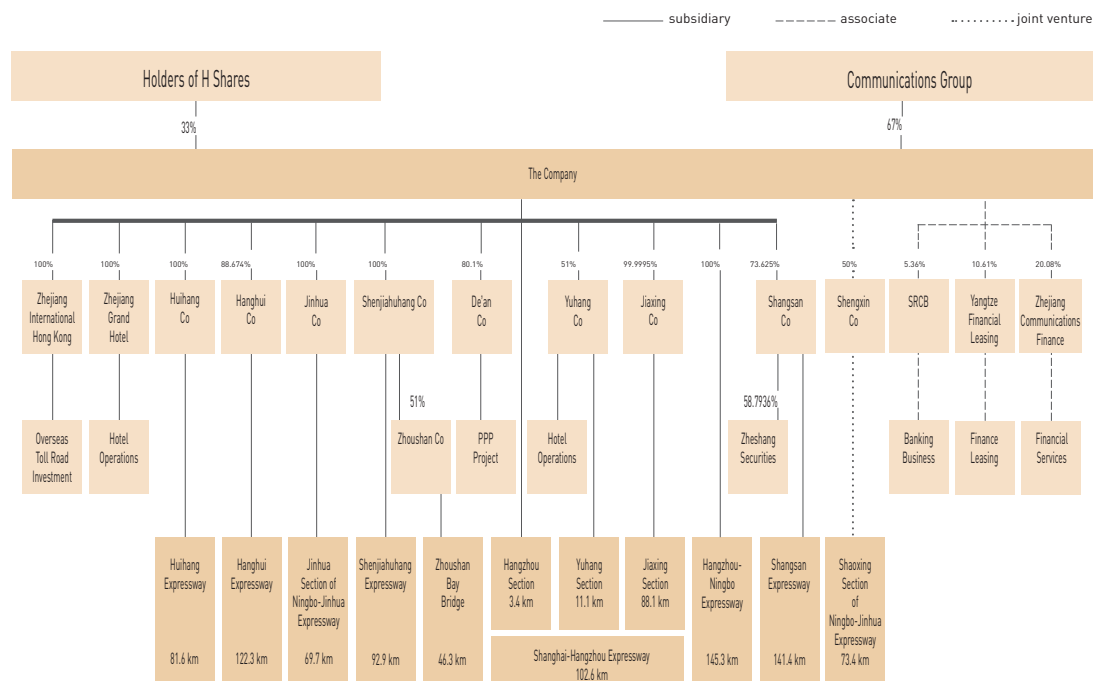 subsidiary
associate
joint venture
Holders of H Shares
Communications Group
33%
67%
The Company
100%
100%
100%
88.674%
100%
100%
80.1%
51%
99.9995%
100%
73.625%
50%
5.36%
10.61%
20.08%
Zhejiang
International
Hong Kong
Zhejiang
Grand
Hotel
Huihang
Co
Hanghui
Co
Jinhua
Co
Shenjiahuhang Co
De'an
Co
Yuhang
Co
Jiaxing
Co
Shangsan
Co
Shengxin
Co
SRCB
Yangtze
Financial
Leasing
Zhejiang
Communications
Finance
51%
58.7936%
Overseas
Toll Road
Investment
Hotel
Operations
Zhoushan Co
PPP
Project
Hotel
Operations
Zheshang
Securities
Banking
Business
Finance
Leasing
Financial
Services
Huihang
Expressway
81.6 km
Hanghui
Expressway
122.3 km
Jinhua
Section of
Ningbo-Jinhua
Expressway
69.7 km
Shenjiahuhang
Expressway
92.9 km
Zhoushan
Bay
Bridge
46.3 km
Hangzhou
Section
3.4 km
Yuhang
Section
11.1 km
Jiaxing
Section
88.1 km
Shanghai-Hangzhou Expressway
102.6 km
Hangzhou-
Ningbo
Expressway
145.3 km
Shangsan
Expressway
141.4 km
Shaoxing
Section
of
Ningbo-Jinhua
Expressway
73.4 km